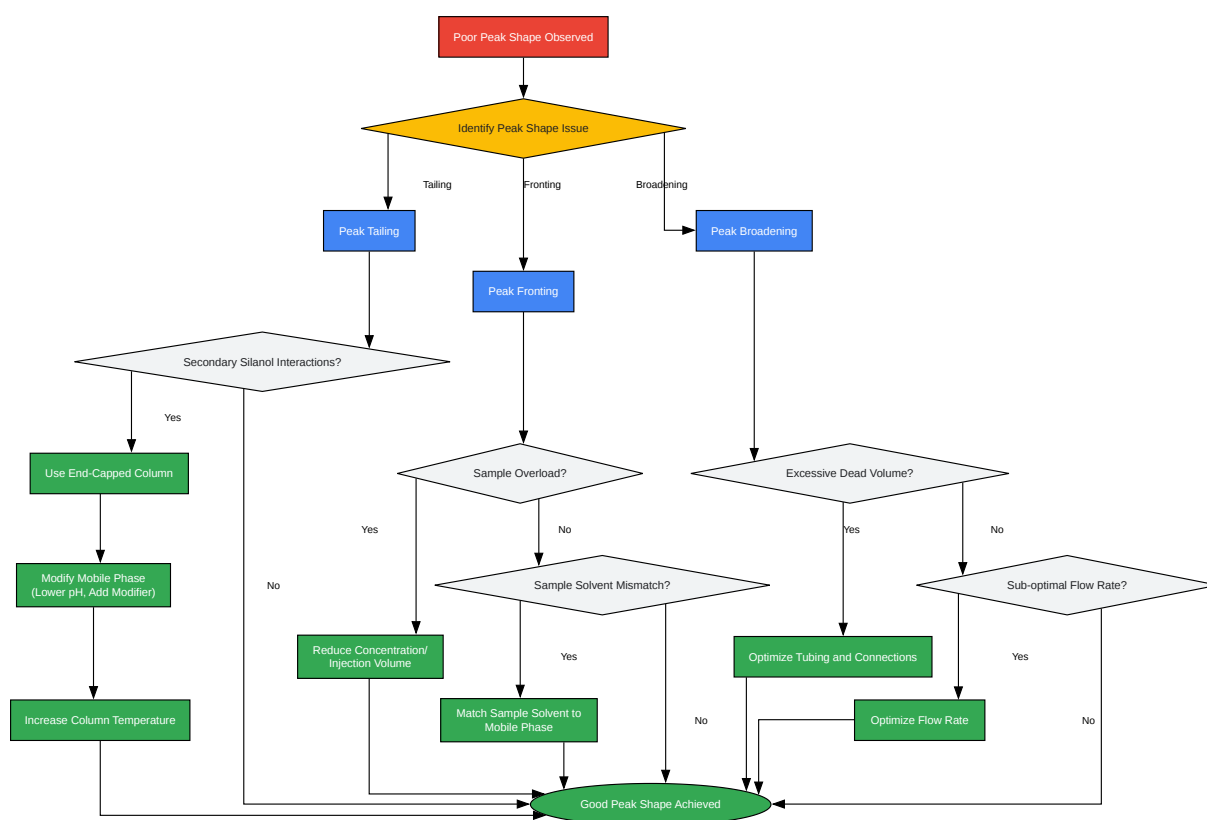 Poor Peak Shape Observed
Identify Peak Shape Issue
Tailing
Fronting
Broadening
Peak Tailing
Peak Broadening
Peak Fronting
Secondary Silanol Interactions?
Yes
Use End-Capped Column
Sample Overload?
Excessive Dead Volume?
Yes
No
Yes
No
Modify Mobile Phase
(Lower pH, Add Modifier)
No
Sample Solvent Mismatch?
Sub-optimal Flow Rate?
Reduce Concentration/
Injection Volume
Yes
Optimize Tubing and Connections
Yes
Increase Column Temperature
Match Sample Solvent to
Mobile Phase
No
Optimize Flow Rate
No
Good Peak Shape Achieved